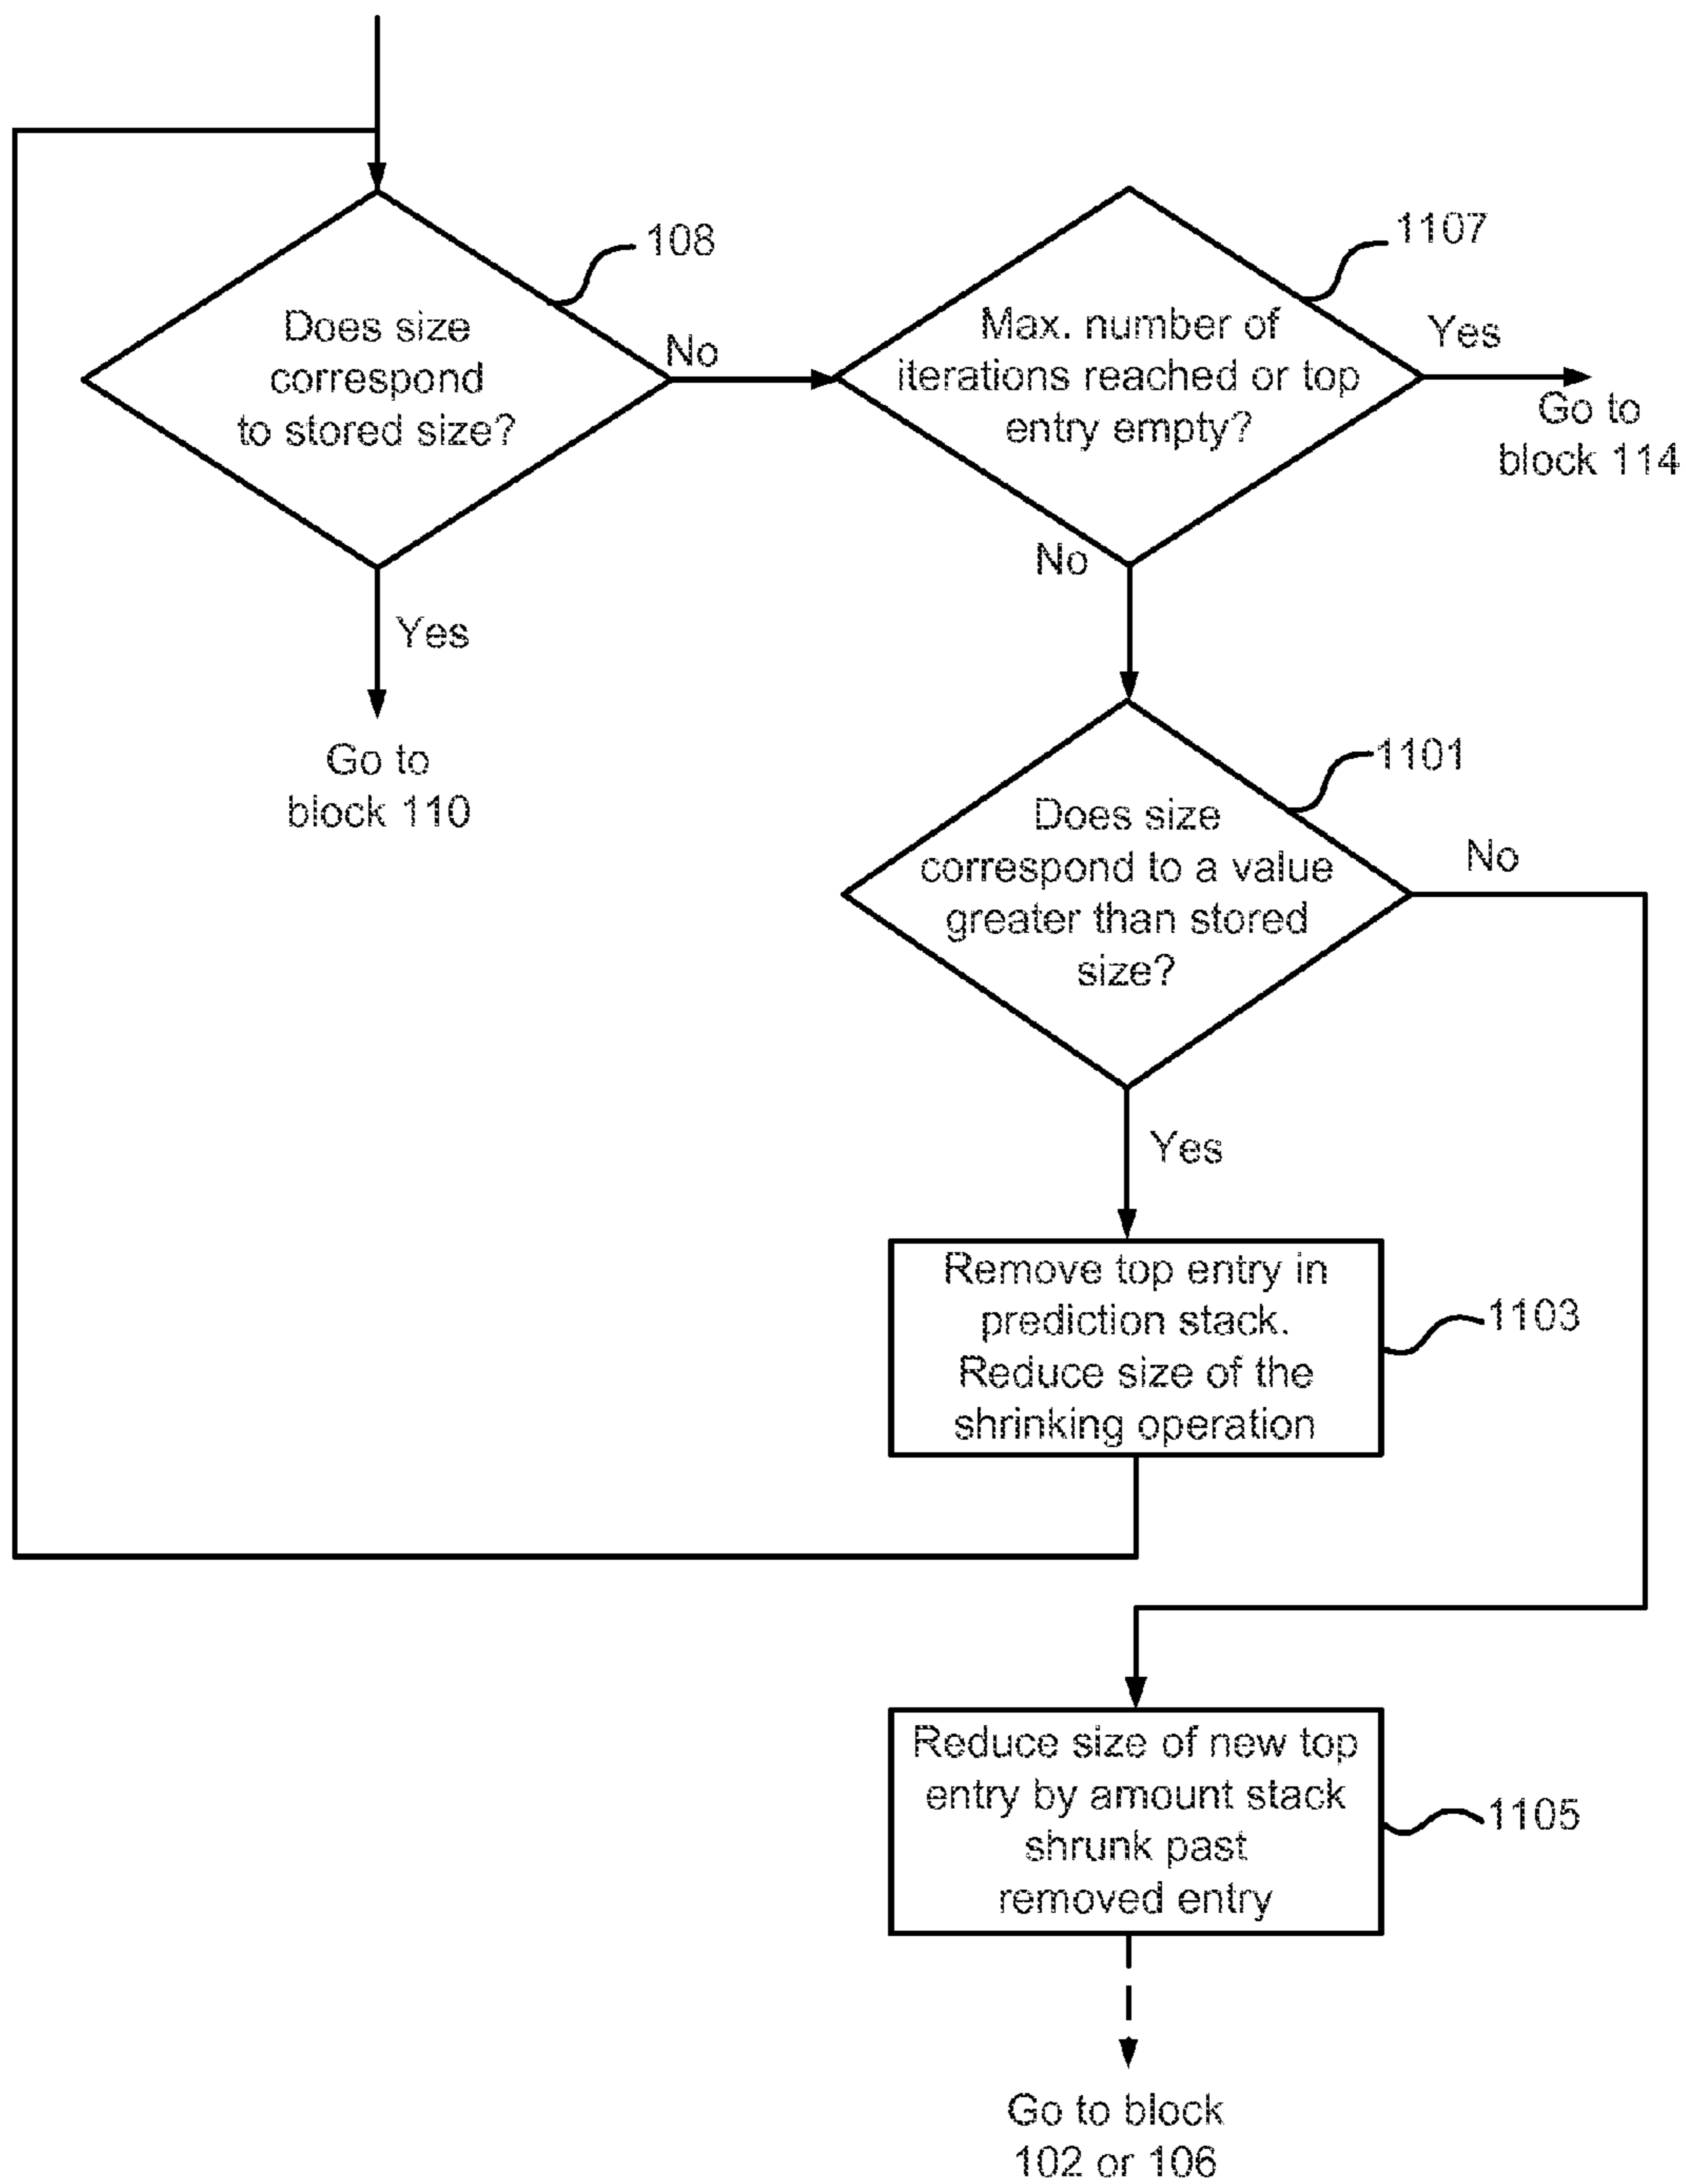 108
Does size
correspond
to stored size?
No
Yes
Go to
block 110
1107
Max. number of
iterations reached or top
entry empty?
Yes
Go to
block 114
No
1101
Does size
correspond to a value
greater than stored
size?
No
Yes
Remove top entry in
prediction stack.
Reduce size of the
shrinking operation
1103
Reduce size of new top
entry by amount stack
shrunk past
removed entry
1105
Go to block
102 or 106